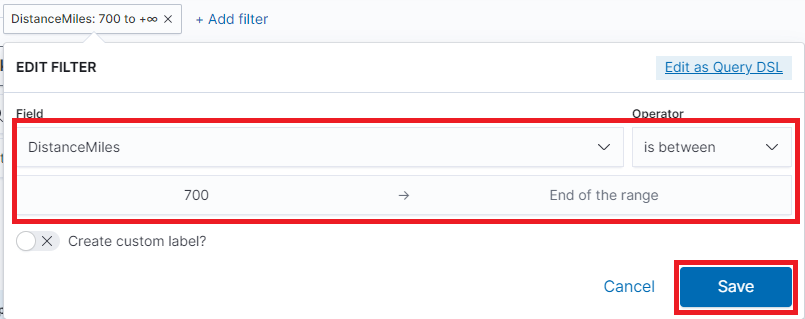 DistanceMiles: 700 to +∞ × + Add filter
EDIT FILTER Edit as Query DSL
Field Operator
DistanceMiles is between
700 → End of the range
Create custom label?
Cancel Save